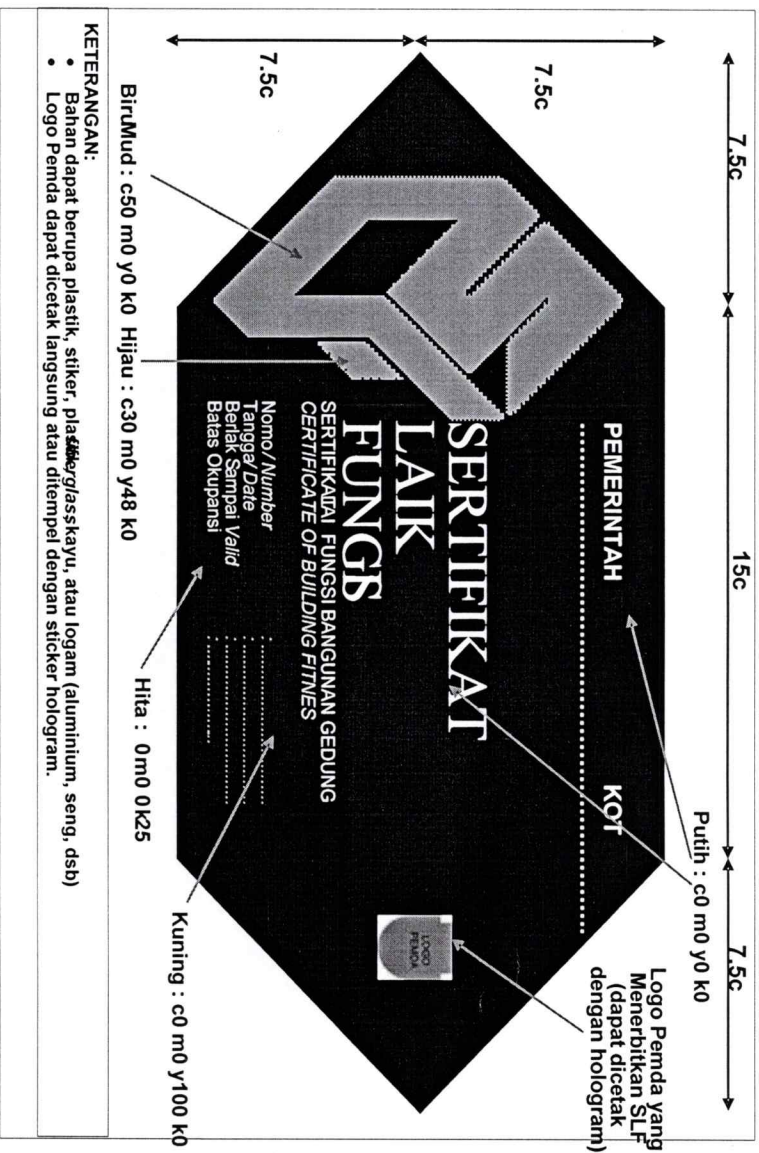 7.5c
15c
7.5c
7.5c
7.5c
Putih : c0 m0 y0 k0
Logo Pemda yang
Menerbitkan SLF
(dapat dicetak
dengan hologram)
PEMERINTAH
KOT
SERTIFIKAT
LAIK
FUNGS
SERTIFIKAT FUNGSI BANGUNAN GEDUNG
CERTIFICATE OF BUILDING FITNES
Nomo/ Number
Tangga/ Date
Berlak Sampai Valid
Batas Okupansi
LOGO
PEMDA
BiruMud : c50 m0 y0 k0
Hijau : c30 m0 y48 k0
Hita : 0m0 0k25
Kuning : c0 m0 y100 k0
KETERANGAN:
• Bahan dapat berupa plastik, stiker, kayu, atau logam (aluminium, seng, dsb)
• Logo Pemda dapat dicetak langsung atau ditempel dengan sticker hologram.